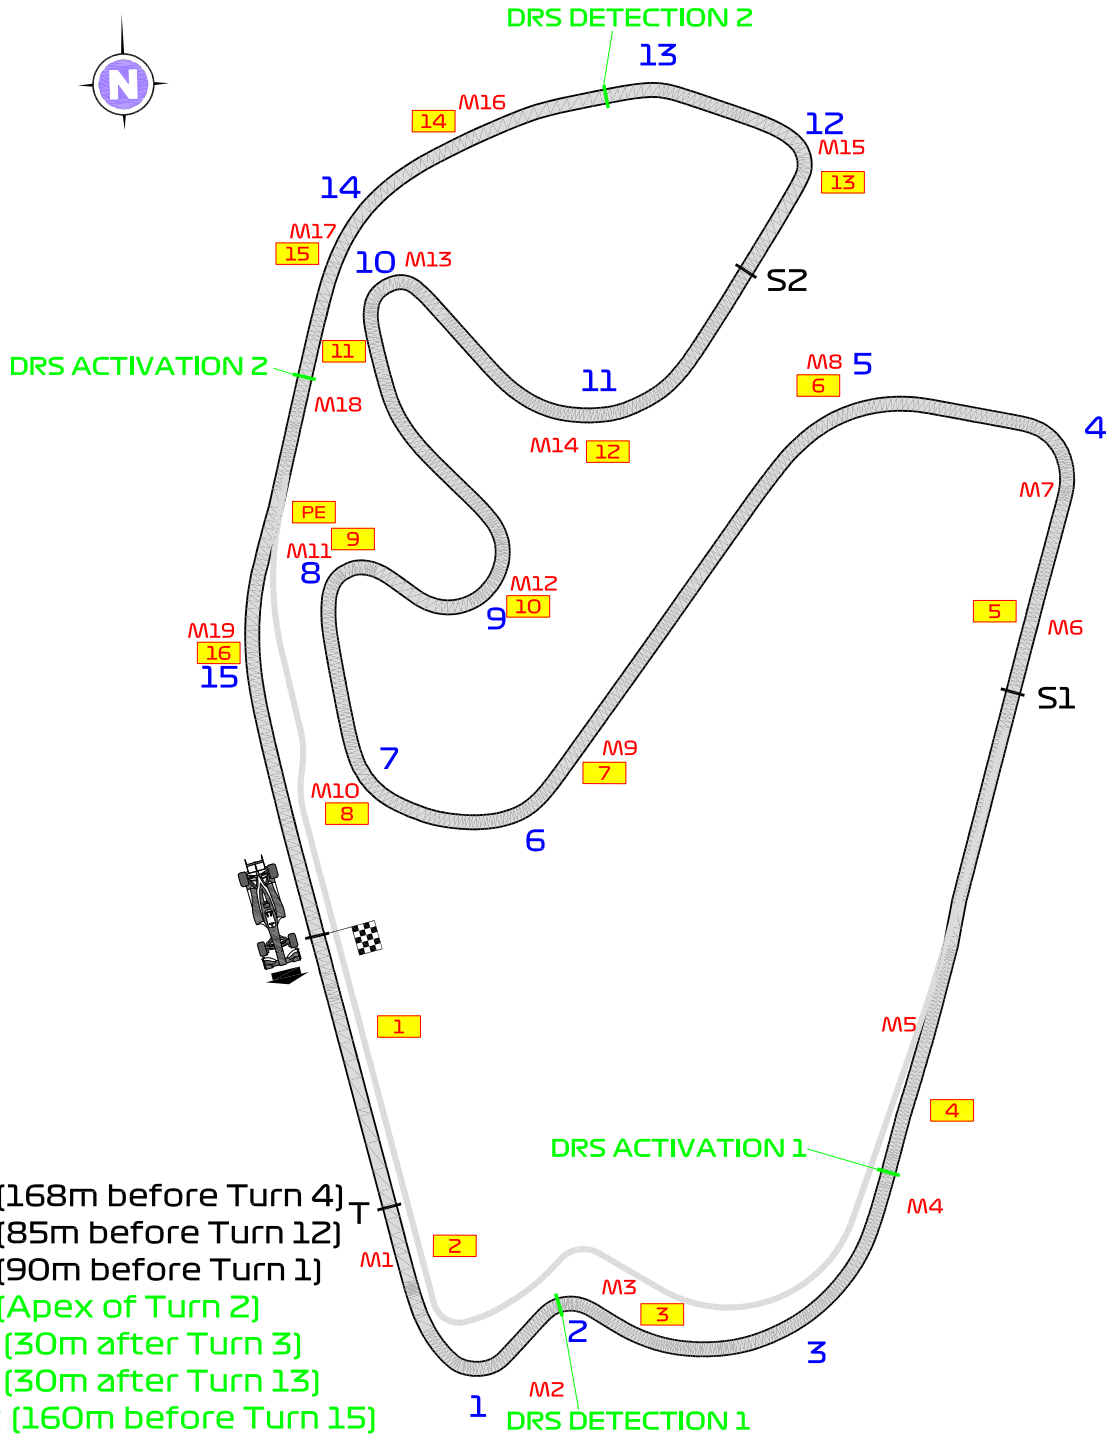 DRS DETECTION 2
N
13
M16
14
12
M15
13
14
M17
15
10
M13
S2
11
DRS ACTIVATION 2
M8
5
6
11
M18
4
M14
12
M7
PE
9
M11
8
M12
10
9
5
M6
M19
16
15
S1
7
M9
7
M10
8
6
1
M5
4
DRS ACTIVATION 1
(168m before Turn 4)
T
M4
(85m before Turn 12)
2
M1
(90m before Turn 1)
M3
3
(Apex of Turn 2)
2
(30m after Turn 3)
3
(30m after Turn 13)
M2
1
(160m before Turn 15)
DRS DETECTION 1